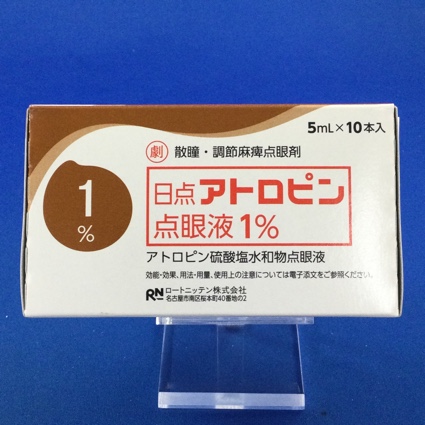 5mL×10本入
劇 散瞳・調節麻痺点眼剤
1
%
日点アトロピン
点眼液1%
アトロピン硫酸塩水和物点眼液
効能・効果、用法・用量、使用上の注意については電子添文をご参照ください。
RN ロートニッテン株式会社
名古屋市南区桜本町40番地の2